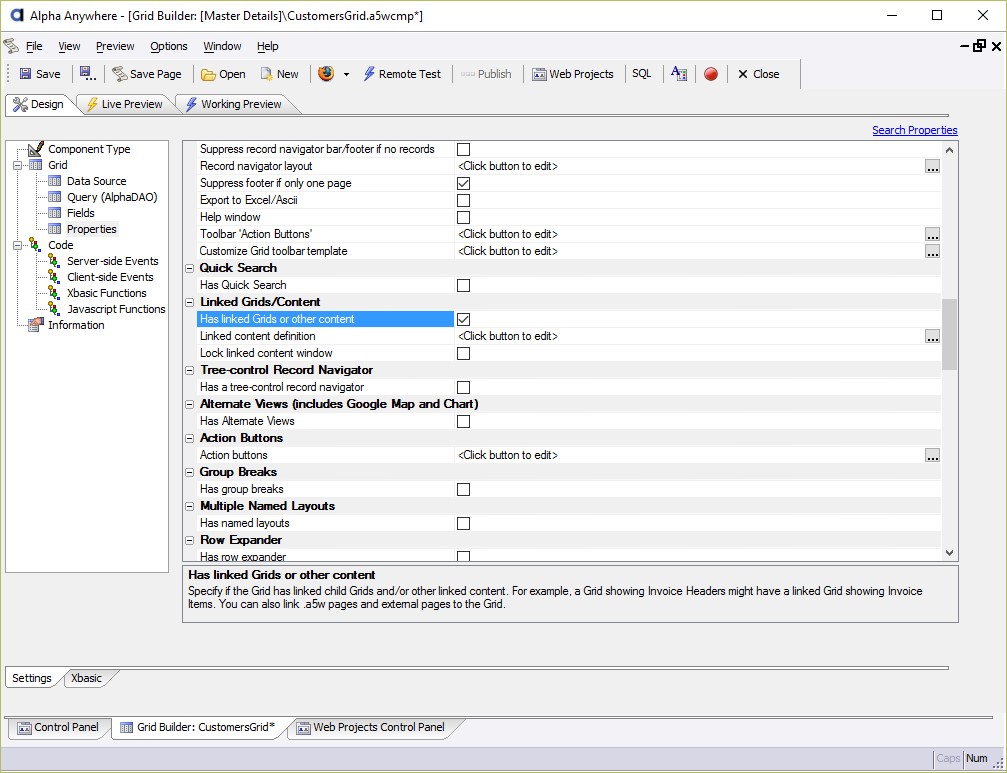 Alpha Anywhere - [Grid Builder: [Master Details]\CustomersGrid.a5wcmp*]
File View Preview Options Window Help
Save Save Page Open New Remote Test Publish Web Projects SQL Close
Design Live Preview Working Preview
Search Properties
Component Type
Grid
Data Source
Query (AlphaDAO)
Fields
Properties
Code
Server-side Events
Client-side Events
Xbasic Functions
Javascript Functions
Information
Suppress record navigator bar/footer if no records
Record navigator layout <Click button to edit> ...
Suppress footer if only one page
Export to Excel/Ascii
Help window
Toolbar 'Action Buttons' <Click button to edit> ...
Customize Grid toolbar template <Click button to edit> ...
Quick Search
Has Quick Search
Linked Grids/Content
Has linked Grids or other content
Linked content definition <Click button to edit> ...
Lock linked content window
Tree-control Record Navigator
Has a tree-control record navigator
Alternate Views (includes Google Map and Chart)
Has Alternate Views
Action Buttons
Action buttons <Click button to edit> ...
Group Breaks
Has group breaks
Multiple Named Layouts
Has named layouts
Row Expander
Has row expander
Has linked Grids or other content
Specify if the Grid has linked child Grids and/or other linked content. For example, a Grid showing Invoice Headers might have a linked Grid showing Invoice
Items. You can also link .a5w pages and external pages to the Grid.
Settings Xbasic
Control Panel Grid Builder: CustomersGrid* Web Projects Control Panel
Caps Num